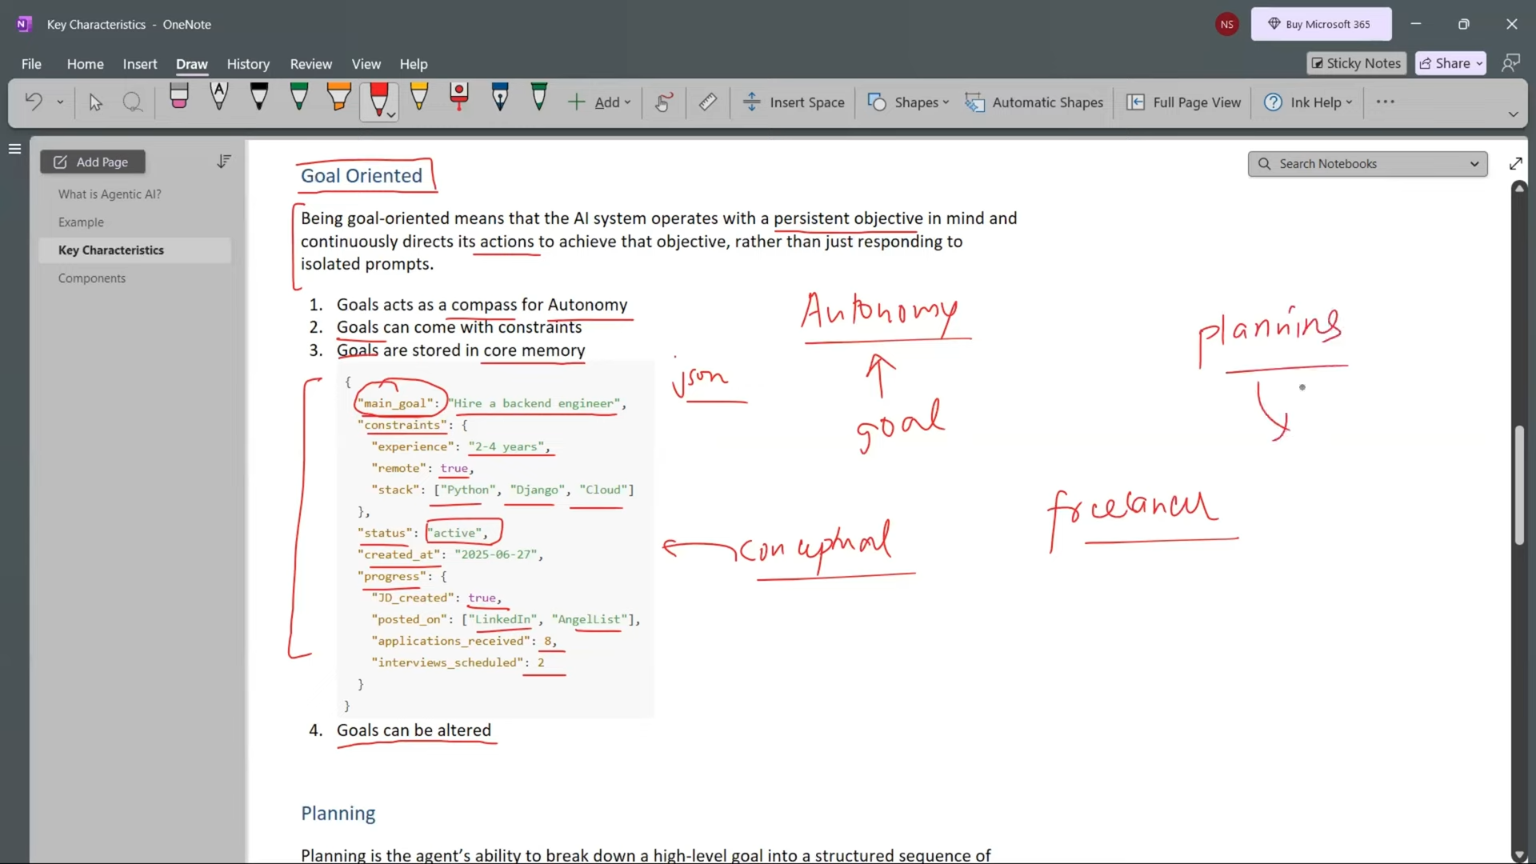 Key Characteristics - OneNote
NS
Buy Microsoft 365
File Home Insert Draw History Review View Help
Sticky Notes
Share
Add
Insert Space
Shapes
Automatic Shapes
Full Page View
Ink Help
Add Page
Search Notebooks
What is Agentic AI?
Example
Key Characteristics
Components
Goal Oriented
Being goal-oriented means that the AI system operates with a persistent objective in mind and
continuously directs its actions to achieve that objective, rather than just responding to
isolated prompts.
1. Goals acts as a compass for Autonomy
2. Goals can come with constraints
3. Goals are stored in core memory
{
"main_goal": "Hire a backend engineer",
"constraints": {
"experience": "2-4 years",
"remote": true,
"stack": ["Python", "Django", "Cloud"]
},
"status": "active",
"created_at": "2025-06-27",
"progress": {
"JD_created": true,
"posted_on": ["LinkedIn", "AngelList"],
"applications_received": 8,
"interviews_scheduled": 2
}
}
4. Goals can be altered
json
Autonomy
goal
planning
freelancer
conceptual
Planning
Planning is the agent's ability to break down a high-level goal into a structured sequence of